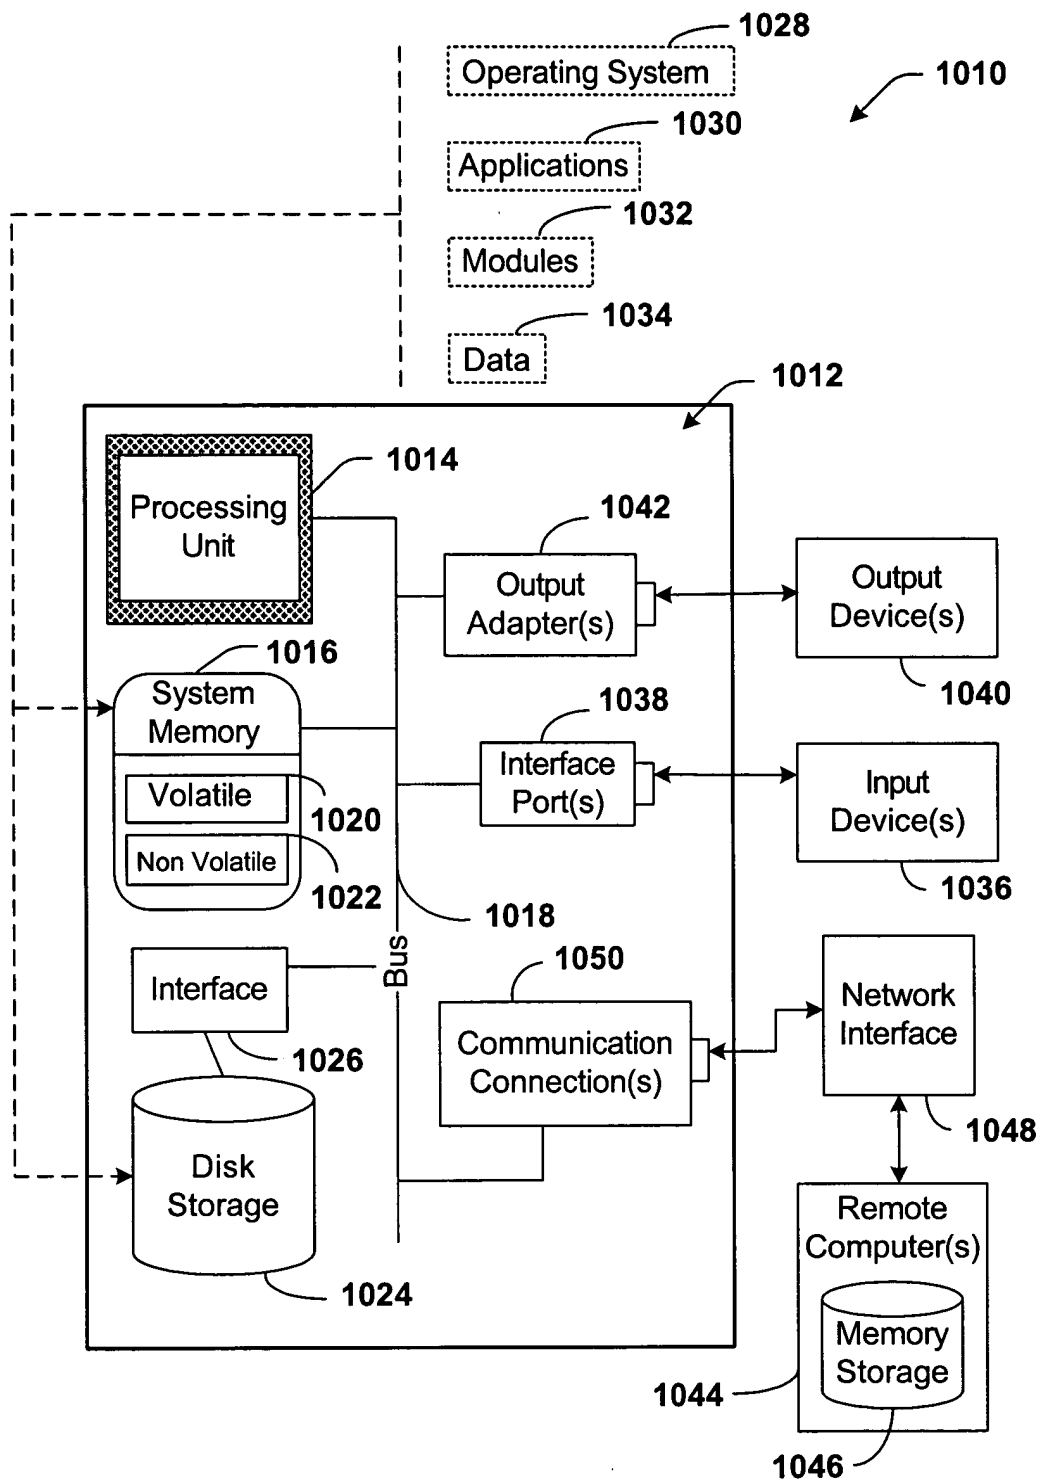 1028
Operating System
1010
1030
Applications
1032
Modules
1034
Data
1012
1014
Processing
Unit
1042
Output
Adapter(s)
Output
Device(s)
1040
1016
System
Memory
Volatile
1020
Non Volatile
1022
1038
Interface
Port(s)
Input
Device(s)
1036
1018
Bus
Interface
1026
1050
Communication
Connection(s)
Network
Interface
1048
Disk
Storage
1024
Remote
Computer(s)
Memory
Storage
1044
1046